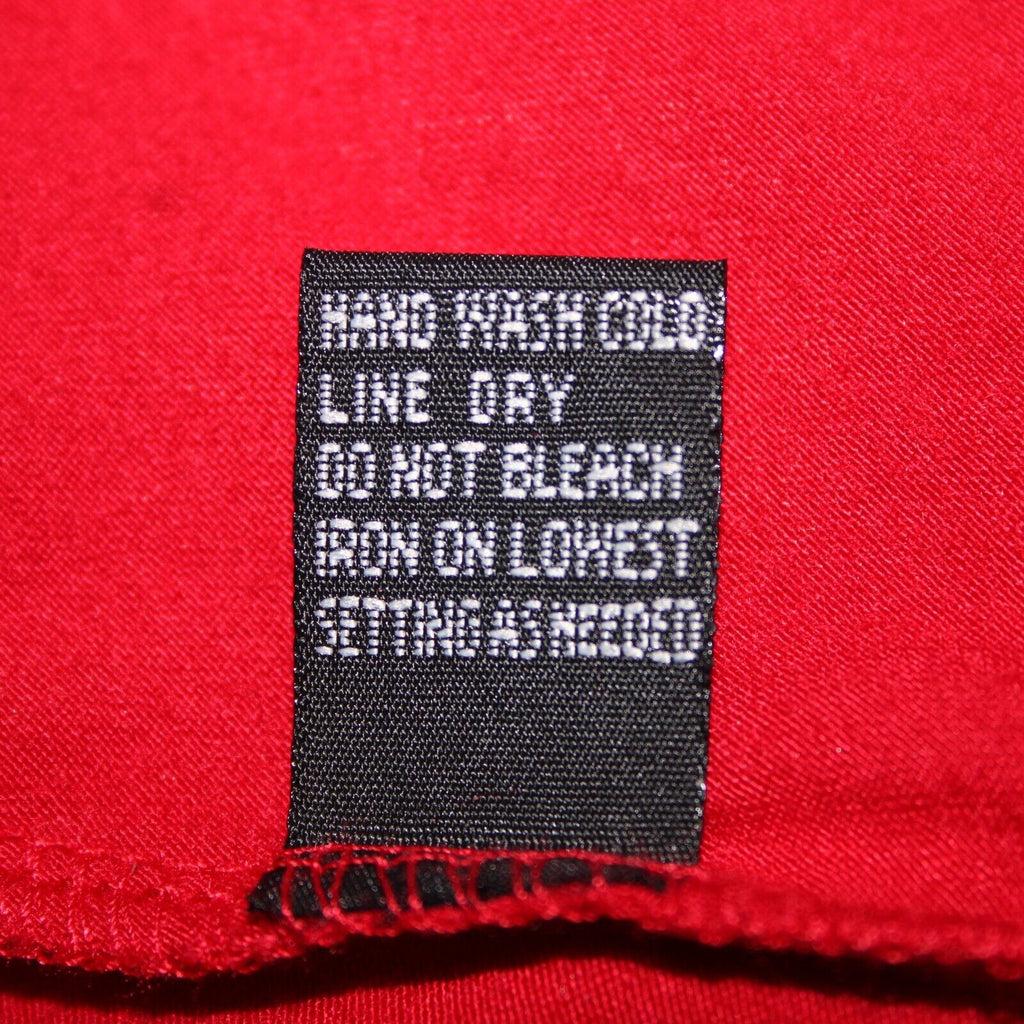 HAND WASH COLD
LINE DRY
DO NOT BLEACH
IRON ON LOWEST
SETTING AS NEEDED